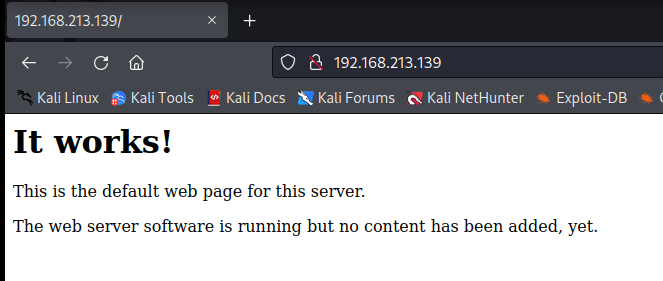 192.168.213.139/
192.168.213.139
Kali Linux Kali Tools Kali Docs Kali Forums Kali NetHunter Exploit-DB
It works!
This is the default web page for this server.
The web server software is running but no content has been added, yet.